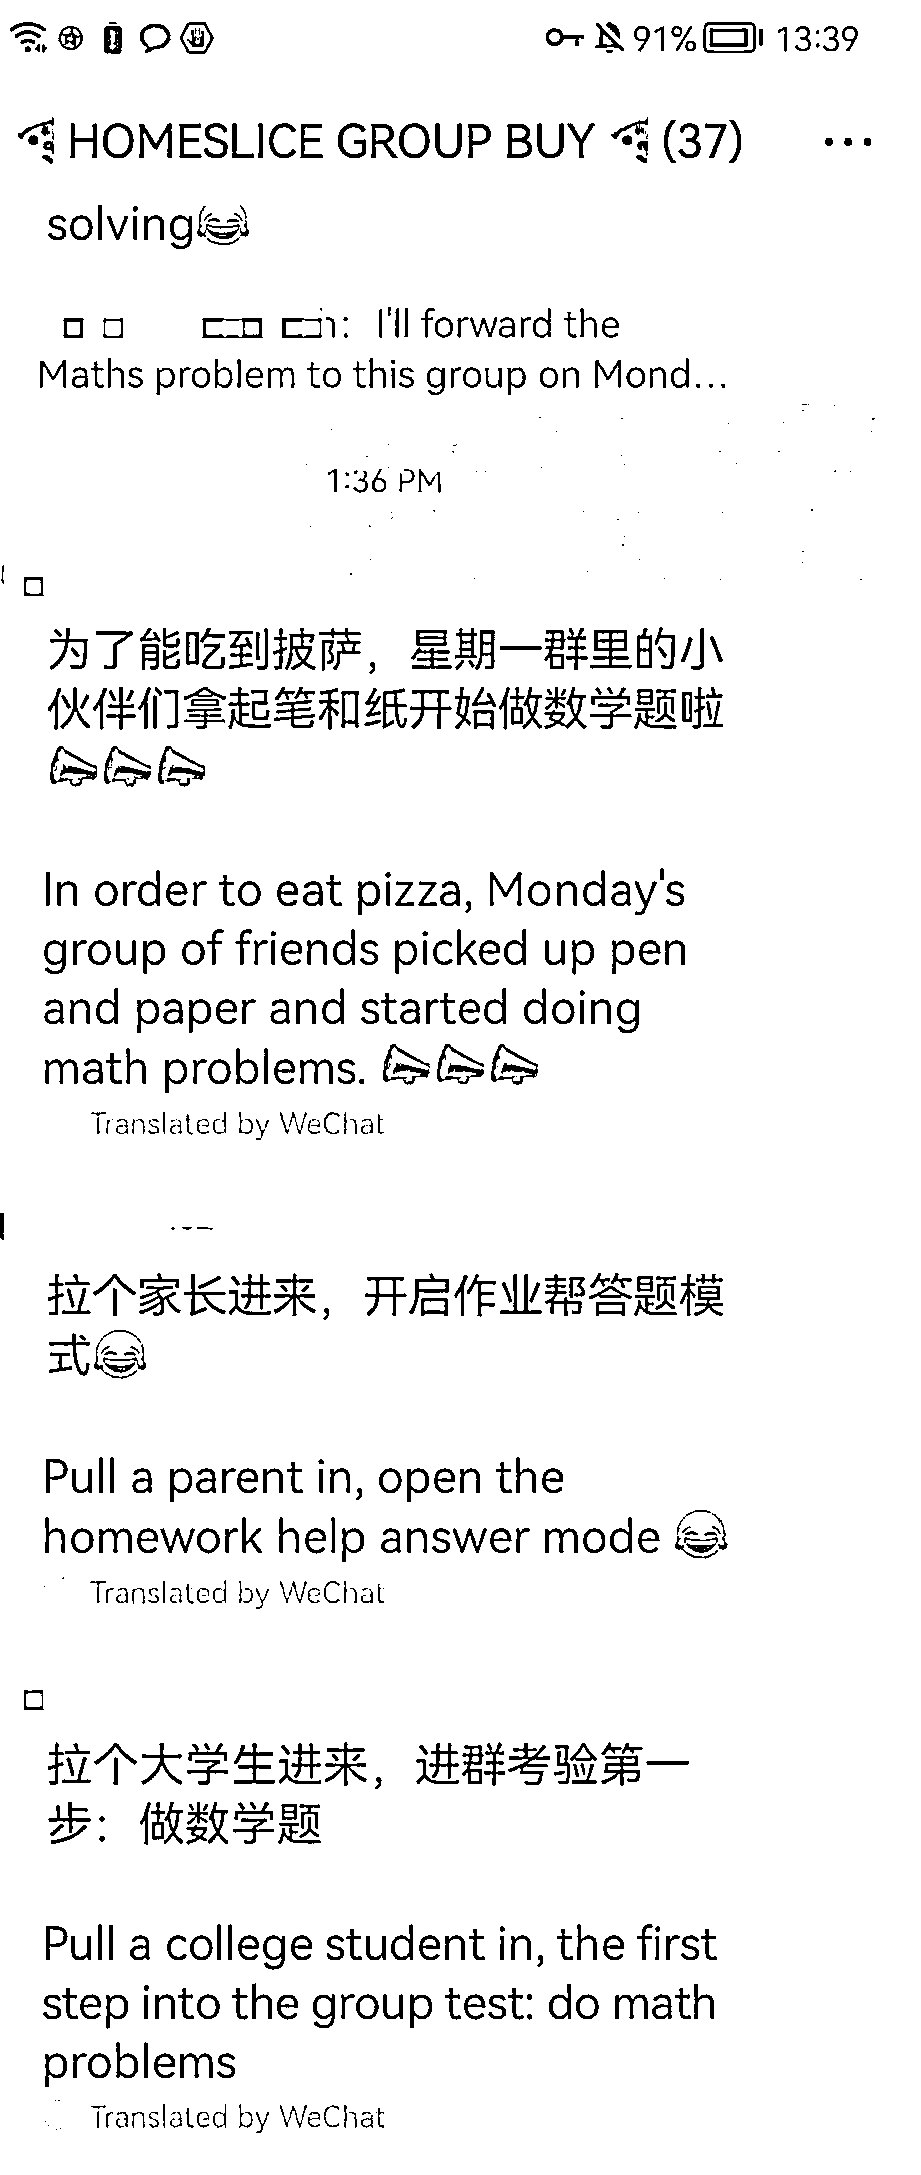 91% 13:39
HOMESLICE GROUP BUY (37) ...
solving😂
I'll forward the
Maths problem to this group on Mond...
1:36 PM
为了能吃到披萨，星期一群里的小
伙伴们拿起笔和纸开始做数学题啦
📣📣📣
In order to eat pizza, Monday's
group of friends picked up pen
and paper and started doing
math problems. 📣📣📣
Translated by WeChat
拉个家长进来，开启作业帮答题模
式😂
Pull a parent in, open the
homework help answer mode 😂
Translated by WeChat
拉个大学生进来，进群考验第一
步：做数学题
Pull a college student in, the first
step into the group test: do math
problems
Translated by WeChat